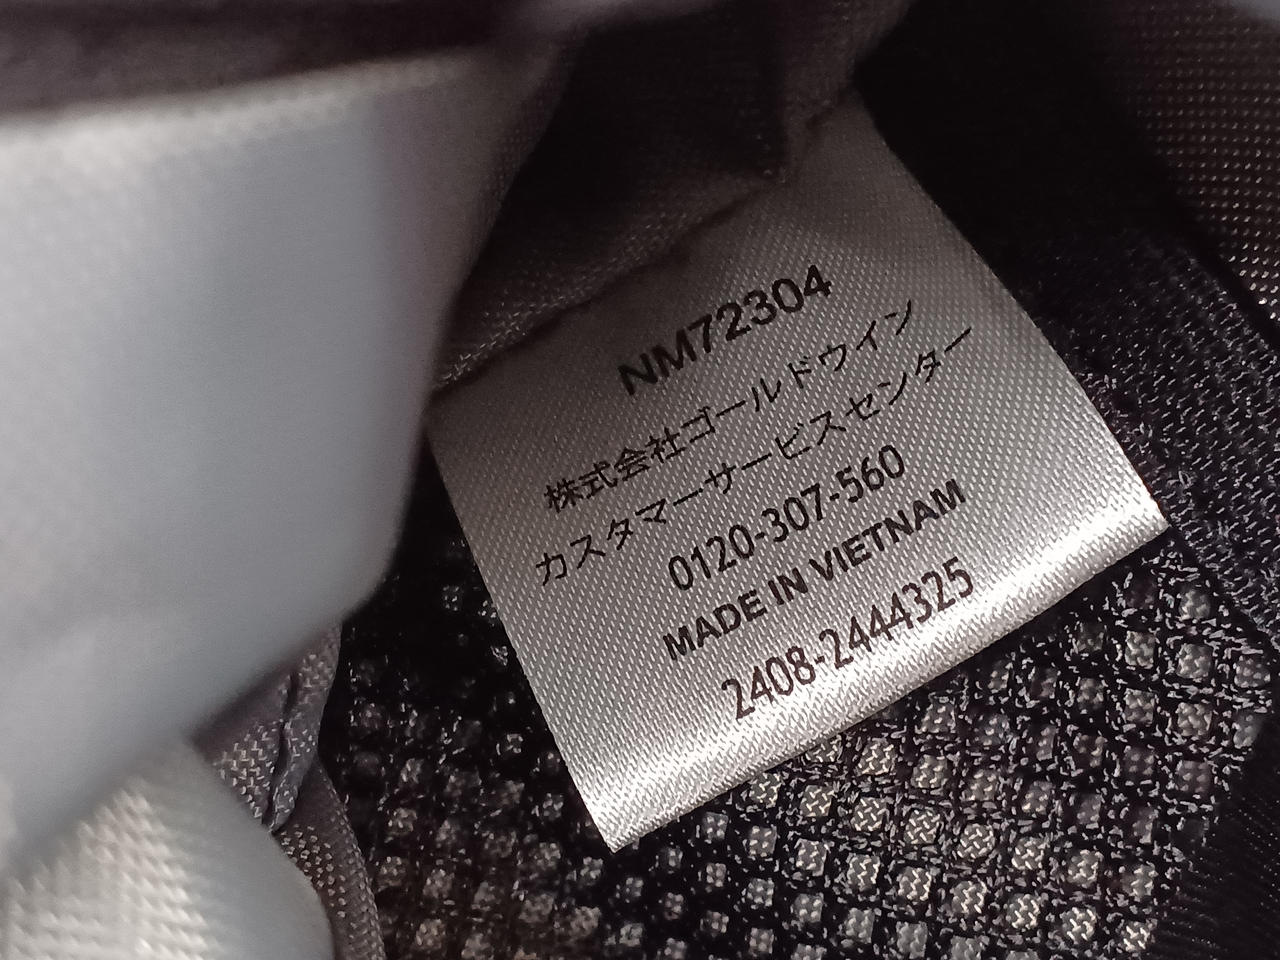 NM72304
株式会社ゴールドウイン
カスタマーサービスセンター
0120-307-560
MADE IN VIETNAM
2408-2444325